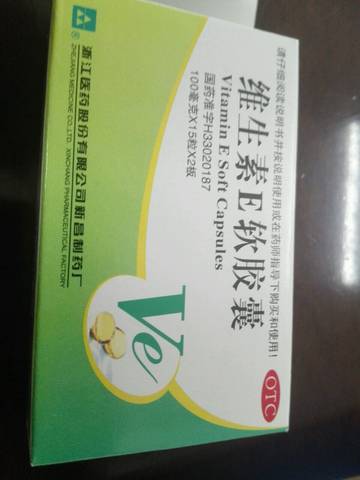 请仔细阅读说明书并按说明使用或在药师指导下购买和使用!
维生素E软胶囊
Vitamin E Soft Capsules
国药准字H33020187
100毫克X15粒X2板
OTC
Ve
浙江医药股份有限公司新昌制药厂
ZHEJIANG MEDICINE CO.,LTD. XINCHANG PHARMACEUTICAL FACTORY